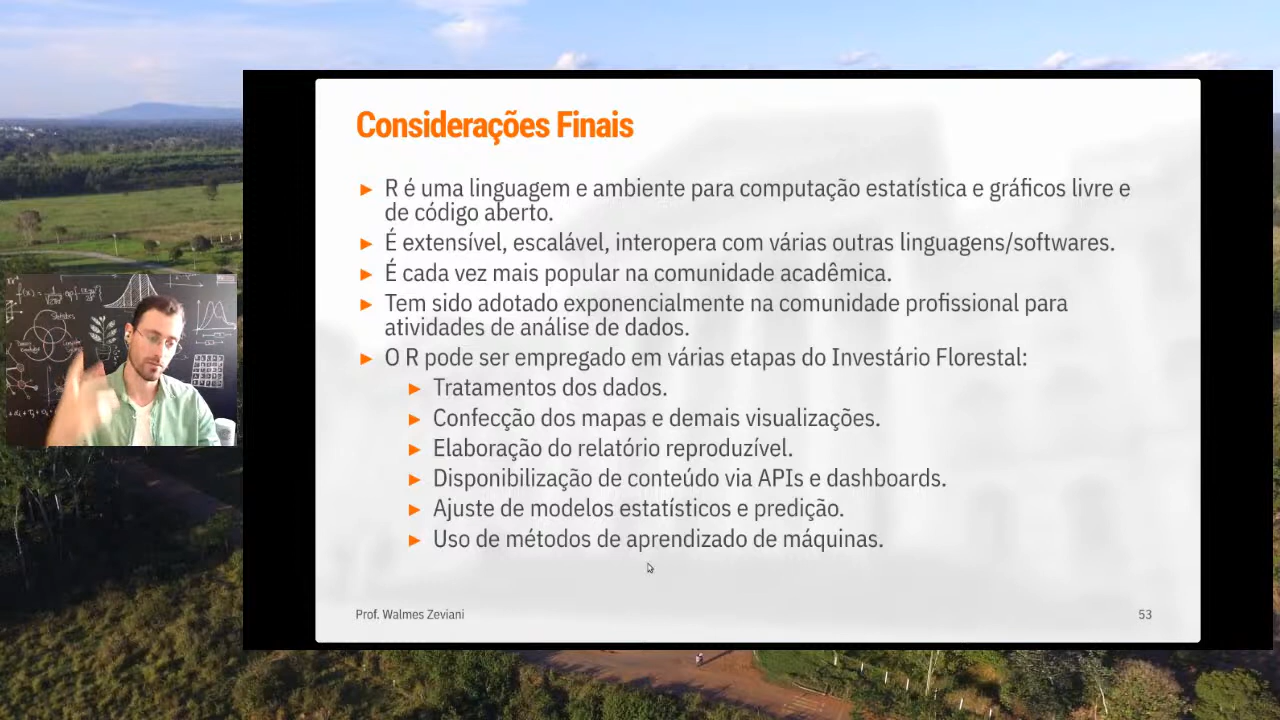 Considerações Finais
R é uma linguagem e ambiente para computação estatística e gráficos livre e
de código aberto.
É extensível, escalável, interopera com várias outras linguagens/softwares.
É cada vez mais popular na comunidade acadêmica.
Tem sido adotado exponencialmente na comunidade profissional para
atividades de análise de dados.
O R pode ser empregado em várias etapas do Investário Florestal:
Tratamentos dos dados.
Confecção dos mapas e demais visualizações.
Elaboração do relatório reproduzível.
Disponibilização de conteúdo via APIs e dashboards.
Ajuste de modelos estatísticos e predição.
Uso de métodos de aprendizado de máquinas.
Prof. Walmes Zeviani
53
Statistics